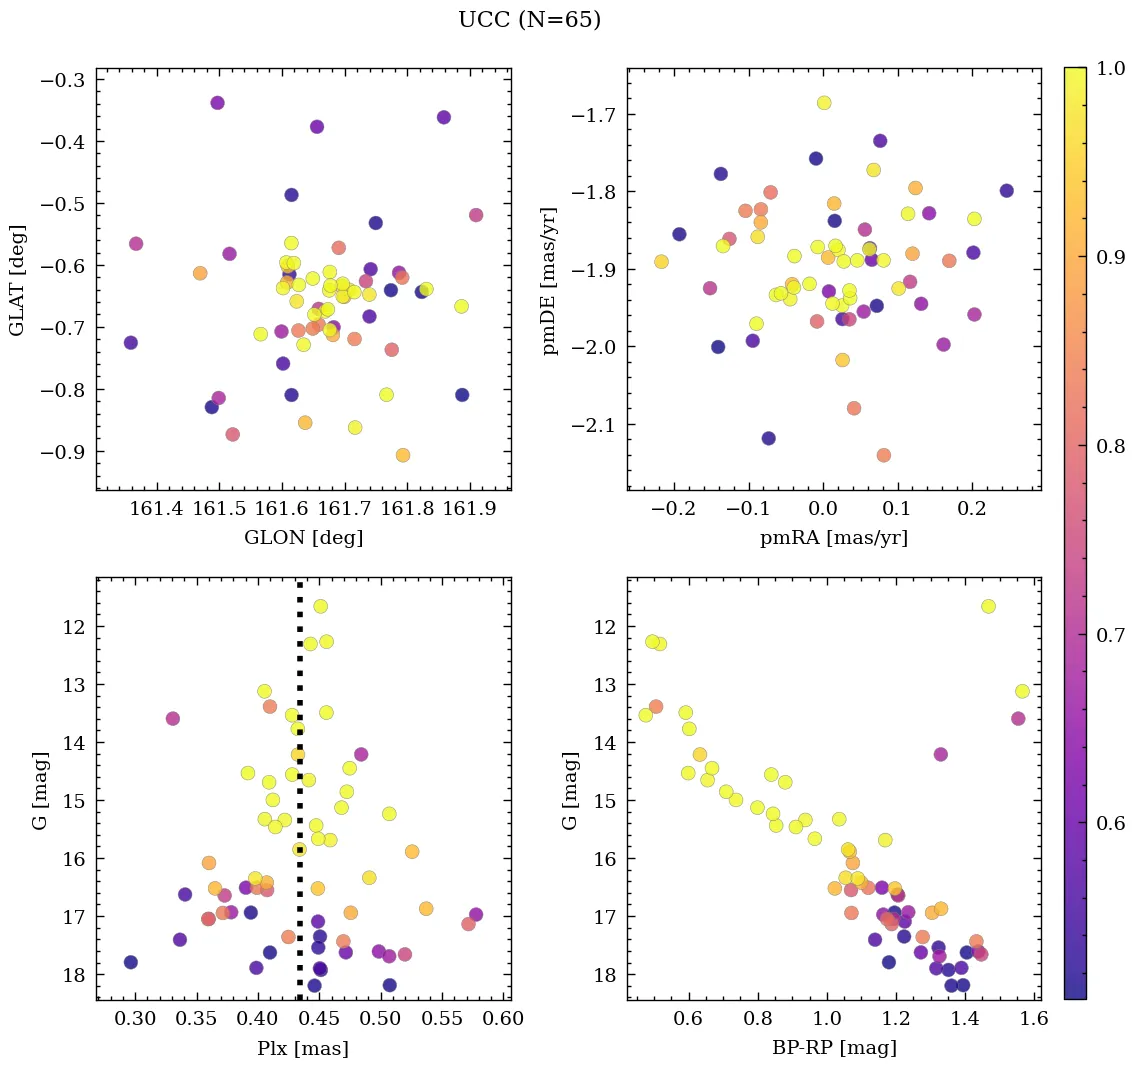 UCC (N=65)
−0.3
−0.4
−0.5
−0.6
−0.7
−0.8
−0.9
GLAT [deg]
161.4 161.5 161.6 161.7 161.8 161.9
GLON [deg]
−1.7
−1.8
−1.9
−2.0
−2.1
pmDE [mas/yr]
−0.2 −0.1 0.0 0.1 0.2
pmRA [mas/yr]
12
13
14
15
16
17
18
G [mag]
0.30 0.35 0.40 0.45 0.50 0.55 0.60
Plx [mas]
12
13
14
15
16
17
18
G [mag]
0.6 0.8 1.0 1.2 1.4 1.6
BP-RP [mag]
1.0
0.9
0.8
0.7
0.6